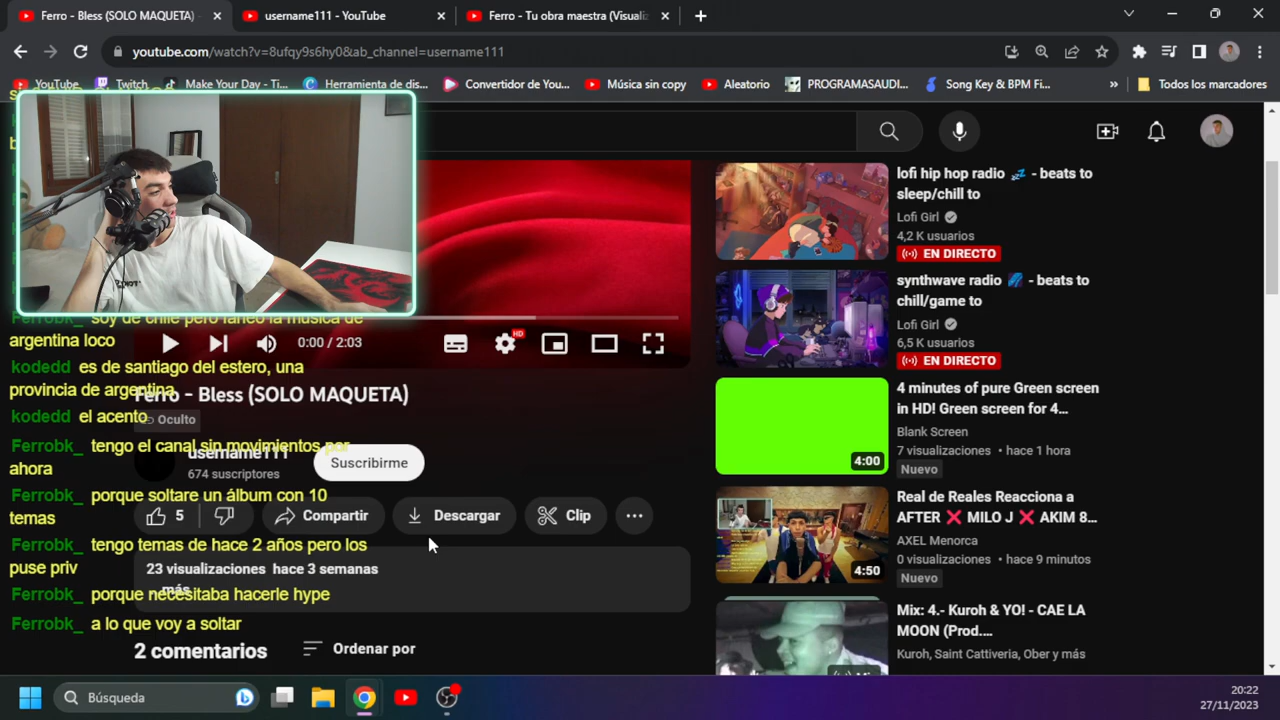 Ferro - Bless (SOLO MAQUETA) -
username111 - YouTube
Ferro - Tu obra maestra (Visuali
youtube.com/watch?v=8ufqy9s6hy0&ab_channel=username111
YouTube
Twitch
Make Your Day - Ti...
Herramienta de dis...
Convertidor de You...
Música sin copy
Aleatorio
PROGRAMASAUDI...
Song Key & BPM Fi...
»
Todos los marcadores
Ferrobk_ soy de chile pero faneo la música de
argentina loco
HD
0:00 / 2:03
kodedd es de santiago del estero, una
provincia de argentina
Ferro - Bless (SOLO MAQUETA)
kodedd el acento
Oculto
Ferrobk_ tengo el canal sin movimientos por
ahora
username111
674 suscriptores
Suscribirme
Ferrobk_ porque soltare un álbum con 10
temas
5
Compartir
Descargar
Clip
...
Ferrobk_ tengo temas de hace 2 años pero los
puse priv
23 visualizaciones hace 3 semanas
...más
Ferrobk_ porque necesitaba hacerle hype
Ferrobk_ a lo que voy a soltar
2 comentarios
Ordenar por
lofi hip hop radio 💤 - beats to
sleep/chill to
Lofi Girl
4,2 K usuarios
EN DIRECTO
synthwave radio 🌌 - beats to
chill/game to
Lofi Girl
6,5 K usuarios
EN DIRECTO
4:00
4 minutes of pure Green screen
in HD! Green screen for 4...
Blank Screen
7 visualizaciones • hace 1 hora
Nuevo
4:50
Real de Reales Reacciona a
AFTER ❌ MILO J ❌ AKIM 8...
AXEL Menorca
0 visualizaciones • hace 9 minutos
Nuevo
Mix: 4.- Kuroh & YO! - CAE LA
MOON (Prod....
Kuroh, Saint Cattiveria, Ober y más
Búsqueda
20:22
27/11/2023